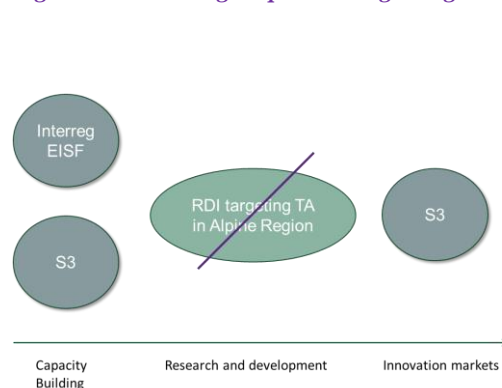 Interreg
EISF
S3
RDI targeting TA
in Alpine Region
S3
Capacity
Building
Research and development
Innovation markets